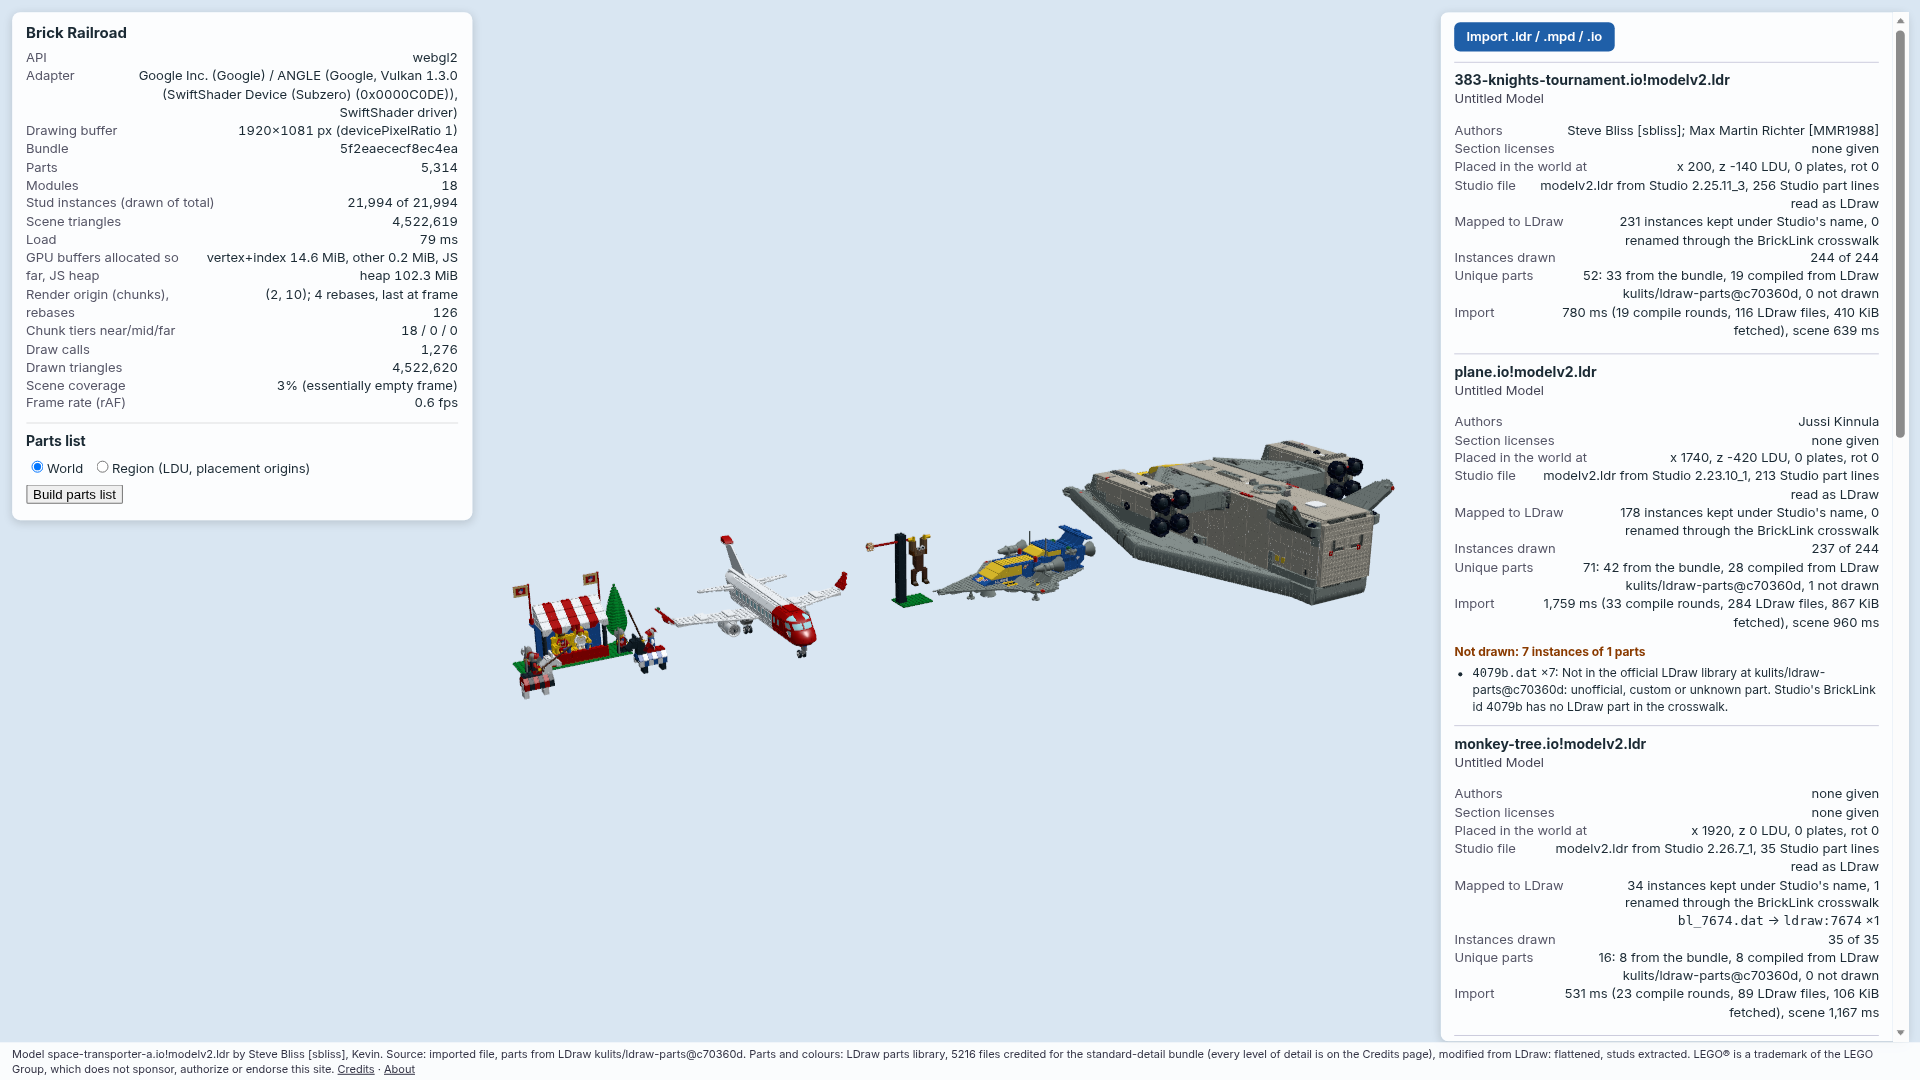 Brick Railroad
API webgl2
Adapter Google Inc. (Google) / ANGLE (Google, Vulkan 1.3.0
(SwiftShader Device (Subzero) (0x0000C0DE)),
SwiftShader driver)
Drawing buffer 1920×1081 px (devicePixelRatio 1)
Bundle 5f2eaececf8ec4ea
Parts 5,314
Modules 18
Stud instances (drawn of total) 21,994 of 21,994
Scene triangles 4,522,619
Load 79 ms
GPU buffers allocated so vertex+index 14.6 MiB, other 0.2 MiB, JS
far, JS heap heap 102.3 MiB
Render origin (chunks), (2, 10); 4 rebases, last at frame
rebases 126
Chunk tiers near/mid/far 18 / 0 / 0
Draw calls 1,276
Drawn triangles 4,522,620
Scene coverage 3% (essentially empty frame)
Frame rate (rAF) 0.6 fps
Parts list
World Region (LDU, placement origins)
Build parts list
Import .ldr / .mpd / .io
383-knights-tournament.io!modelv2.ldr
Untitled Model
Authors Steve Bliss [sbliss]; Max Martin Richter [MMR1988]
Section licenses none given
Placed in the world at x 200, z -140 LDU, 0 plates, rot 0
Studio file modelv2.ldr from Studio 2.25.11_3, 256 Studio part lines
read as LDraw
Mapped to LDraw 231 instances kept under Studio's name, 0
renamed through the BrickLink crosswalk
Instances drawn 244 of 244
Unique parts 52: 33 from the bundle, 19 compiled from LDraw
kulits/ldraw-parts@c70360d, 0 not drawn
Import 780 ms (19 compile rounds, 116 LDraw files, 410 KiB
fetched), scene 639 ms
plane.io!modelv2.ldr
Untitled Model
Authors Jussi Kinnula
Section licenses none given
Placed in the world at x 1740, z -420 LDU, 0 plates, rot 0
Studio file modelv2.ldr from Studio 2.23.10_1, 213 Studio part lines
read as LDraw
Mapped to LDraw 178 instances kept under Studio's name, 0
renamed through the BrickLink crosswalk
Instances drawn 237 of 244
Unique parts 71: 42 from the bundle, 28 compiled from LDraw
kulits/ldraw-parts@c70360d, 1 not drawn
Import 1,759 ms (33 compile rounds, 284 LDraw files, 867 KiB
fetched), scene 960 ms
Not drawn: 7 instances of 1 parts
• 4079b.dat ×7: Not in the official LDraw library at kulits/ldraw-
parts@c70360d: unofficial, custom or unknown part. Studio's BrickLink
id 4079b has no LDraw part in the crosswalk.
monkey-tree.io!modelv2.ldr
Untitled Model
Authors none given
Section licenses none given
Placed in the world at x 1920, z 0 LDU, 0 plates, rot 0
Studio file modelv2.ldr from Studio 2.26.7_1, 35 Studio part lines
read as LDraw
Mapped to LDraw 34 instances kept under Studio's name, 1
renamed through the BrickLink crosswalk
bl_7674.dat → ldraw:7674 ×1
Instances drawn 35 of 35
Unique parts 16: 8 from the bundle, 8 compiled from LDraw
kulits/ldraw-parts@c70360d, 0 not drawn
Import 531 ms (23 compile rounds, 89 LDraw files, 106 KiB
fetched), scene 1,167 ms
Model space-transporter-a.io!modelv2.ldr by Steve Bliss [sbliss], Kevin. Source: imported file, parts from LDraw kulits/ldraw-parts@c70360d. Parts and colours: LDraw parts library, 5216 files credited for the standard-detail bundle (every level of detail is on the Credits page), modified from LDraw: flattened, studs extracted. LEGO® is a trademark of the LEGO
Group, which does not sponsor, authorize or endorse this site. Credits · About